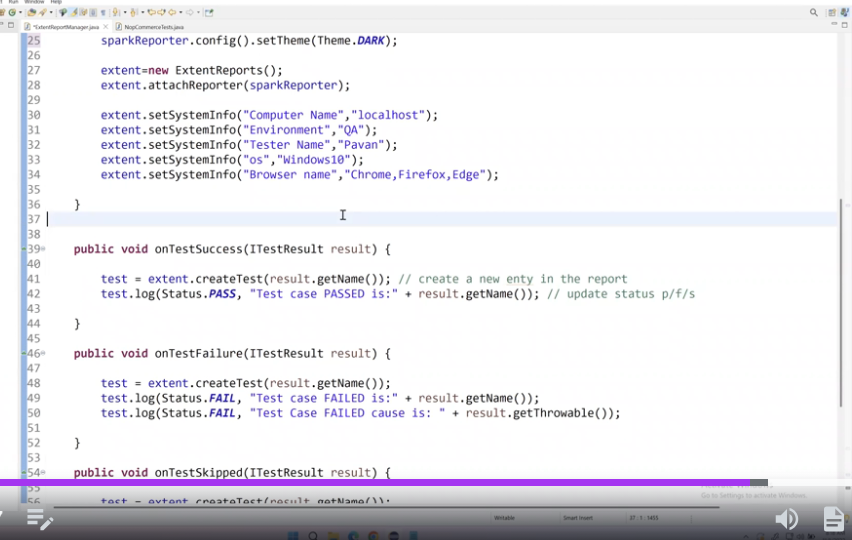 Run Window Help
*ExtentReportManager.java NopCommerceTests.java
25 sparkReporter.config().setTheme(Theme.DARK);
26
27 extent=new ExtentReports();
28 extent.attachReporter(sparkReporter);
29
30 extent.setSystemInfo("Computer Name","localhost");
31 extent.setSystemInfo("Environment","QA");
32 extent.setSystemInfo("Tester Name","Pavan");
33 extent.setSystemInfo("os","Windows10");
34 extent.setSystemInfo("Browser name","Chrome,Firefox,Edge");
35
36 }
37
38
39 public void onTestSuccess(ITestResult result) {
40
41 test = extent.createTest(result.getName()); // create a new enty in the report
42 test.log(Status.PASS, "Test case PASSED is:" + result.getName()); // update status p/f/s
43
44 }
45
46 public void onTestFailure(ITestResult result) {
47
48 test = extent.createTest(result.getName());
49 test.log(Status.FAIL, "Test case FAILED is:" + result.getName());
50 test.log(Status.FAIL, "Test Case FAILED cause is: " + result.getThrowable());
51
52 }
53
54 public void onTestSkipped(ITestResult result) {
55
56 test = extent.createTest(result.getName());
Go to Settings to activate Windows.
Writable Smart Insert 37 : 1 : 1455